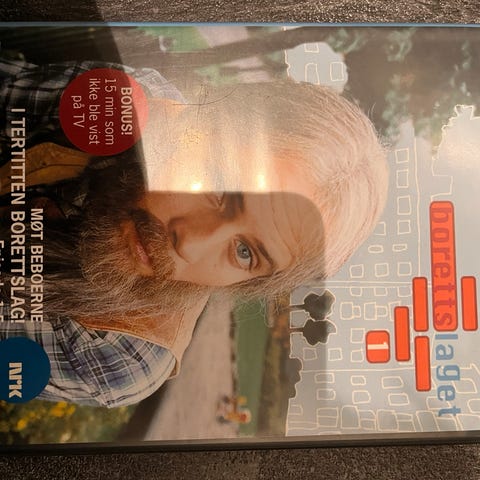 borettslaget
1
BONUS!
15 min som
ikke ble vist
på TV
MØT BEBOERNE
I TERTITTEN BORETTSLAG!
NRK